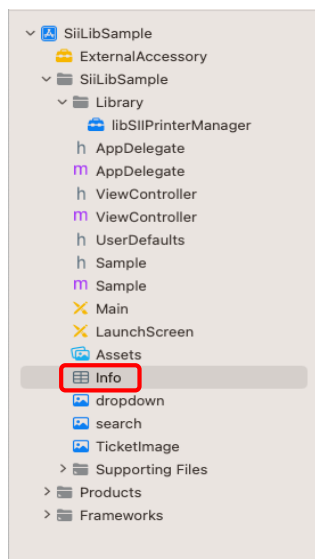 SiiLibSample
ExternalAccessory
SiiLibSample
Library
libSIIPrinterManager
h AppDelegate
m AppDelegate
h ViewController
m ViewController
h UserDefaults
h Sample
m Sample
Main
LaunchScreen
Assets
Info
dropdown
search
TicketImage
Supporting Files
Products
Frameworks